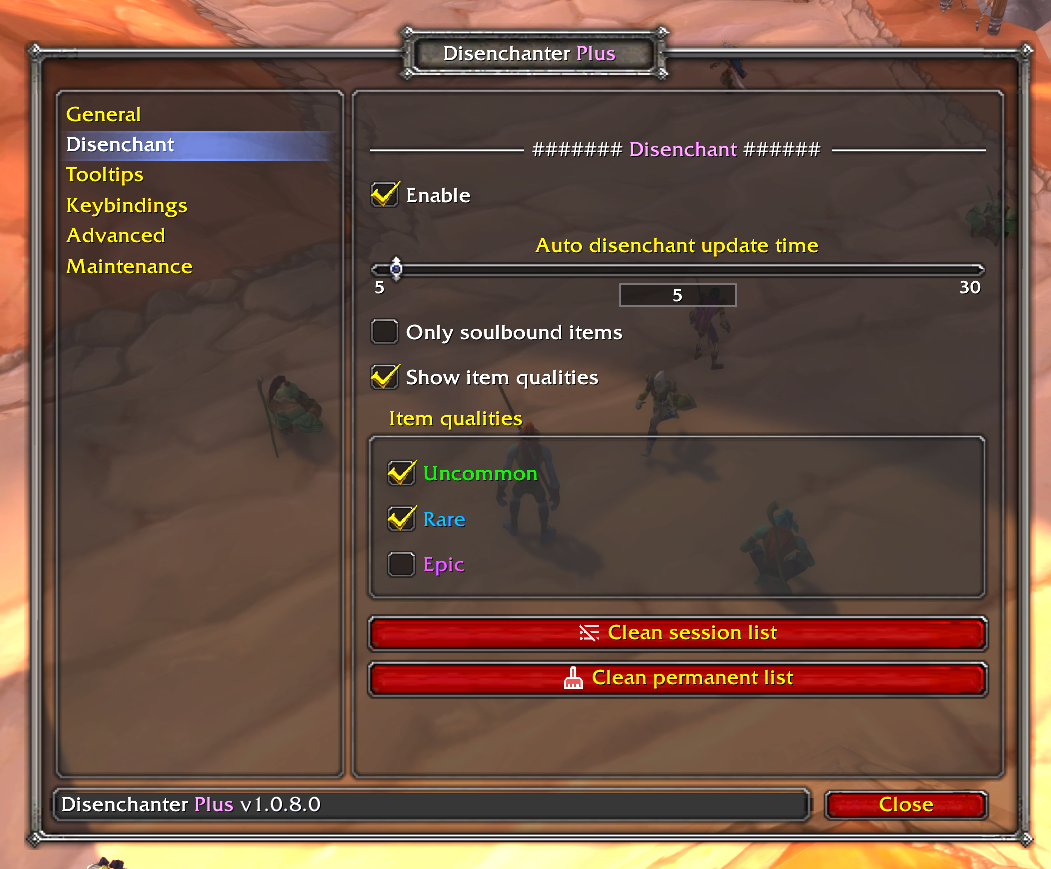 Disenchanter Plus
General
Disenchant
Tooltips
Keybindings
Advanced
Maintenance
####### Disenchant ######
Enable
Auto disenchant update time
5
30
5
Only soulbound items
Show item qualities
Item qualities
Uncommon
Rare
Epic
Clean session list
Clean permanent list
Disenchanter Plus v1.0.8.0
Close